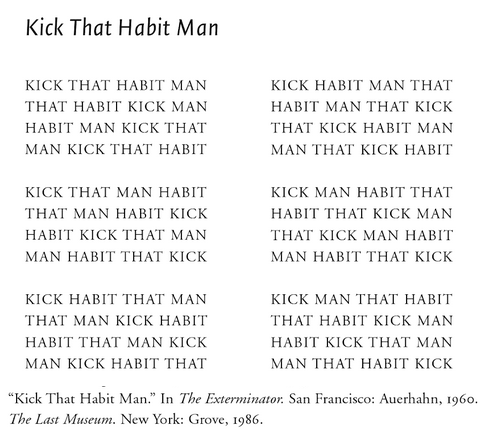 Kick That Habit Man
KICK THAT HABIT MAN
THAT HABIT KICK MAN
HABIT MAN KICK THAT
MAN KICK THAT HABIT
KICK THAT MAN HABIT
THAT MAN HABIT KICK
HABIT KICK THAT MAN
MAN HABIT THAT KICK
KICK HABIT THAT MAN
THAT MAN KICK HABIT
HABIT THAT KICK MAN
MAN KICK HABIT THAT
KICK HABIT MAN THAT
HABIT MAN THAT KICK
THAT KICK HABIT MAN
MAN THAT KICK HABIT
KICK MAN HABIT THAT
HABIT THAT KICK MAN
THAT KICK MAN HABIT
MAN HABIT THAT KICK
KICK MAN THAT HABIT
THAT HABIT KICK MAN
HABIT KICK THAT MAN
MAN THAT HABIT KICK
“Kick That Habit Man.” In The Exterminator. San Francisco: Auerhahn, 1960.
The Last Museum. New York: Grove, 1986.